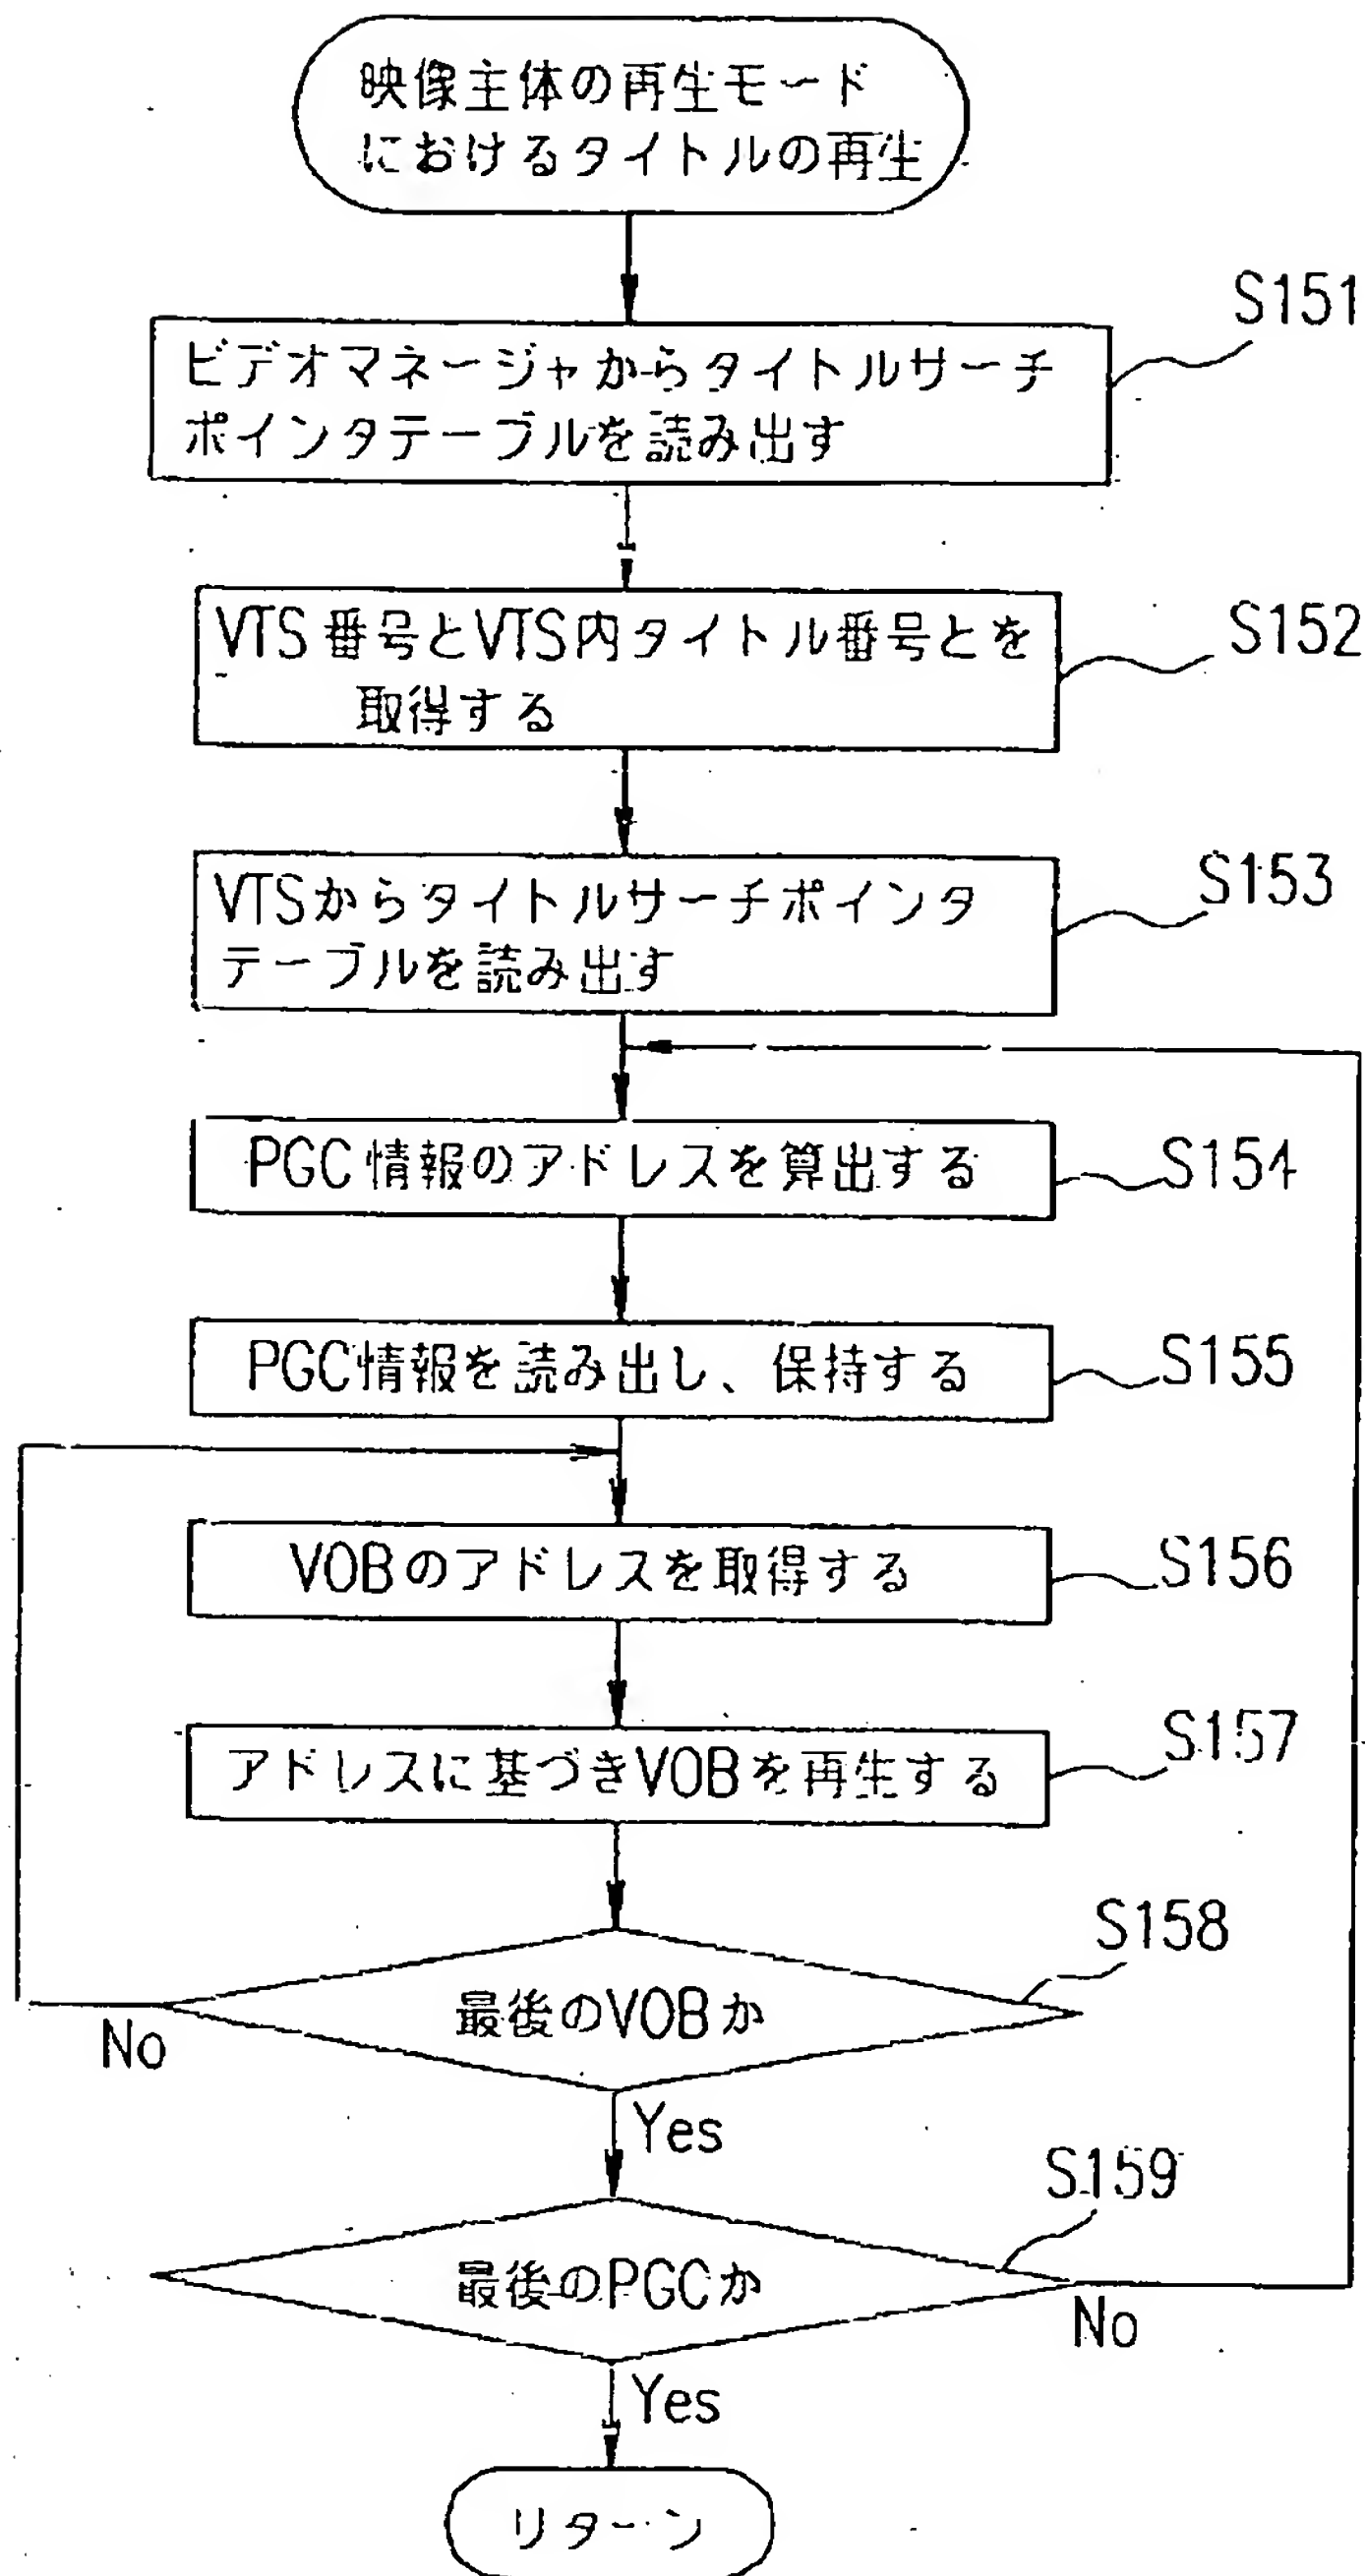 映像主体の再生モード
におけるタイトルの再生
S151
ビデオマネージャからタイトルサーチ
ポインタテーブルを読み出す
S152
VTS番号とVTS内タイトル番号とを
取得する
S153
VTSからタイトルサーチポインタ
テーブルを読み出す
PGC情報のアドレスを算出する
S154
PGC情報を読み出し、保持する
S155
VOBのアドレスを取得する
S156
アドレスに基づきVOBを再生する
S157
S158
最後のVOBか
No
Yes
S159
最後のPGCか
No
Yes
リターン